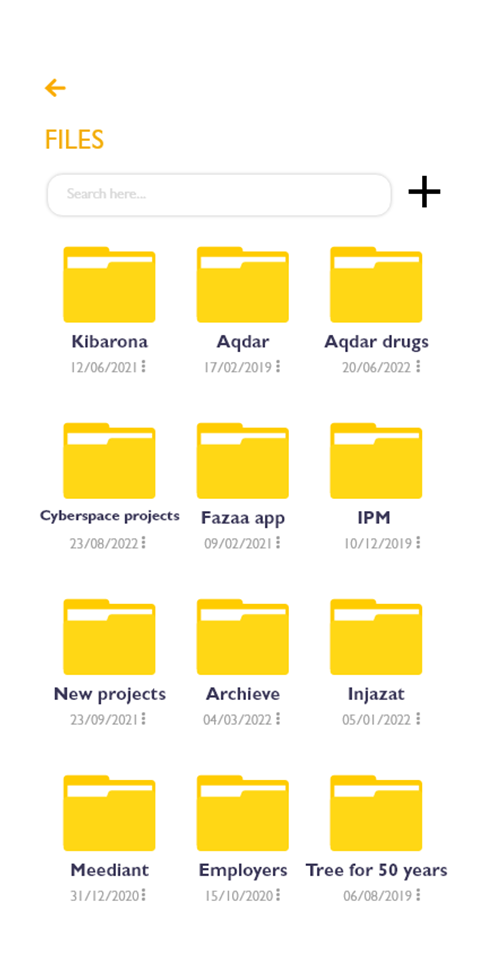 FILES
Search here...
Kibarona
Aqdar
Aqdar drugs
12/06/2021
17/02/2019
20/06/2022
Cyberspace projects
Fazaa app
IPM
23/08/2022
09/02/2021
10/12/2019
New projects
Archieve
Injazat
23/09/2021
04/03/2022
05/01/2022
Meediant
Employers
Tree for 50 years
31/12/2020
15/10/2020
06/08/2019